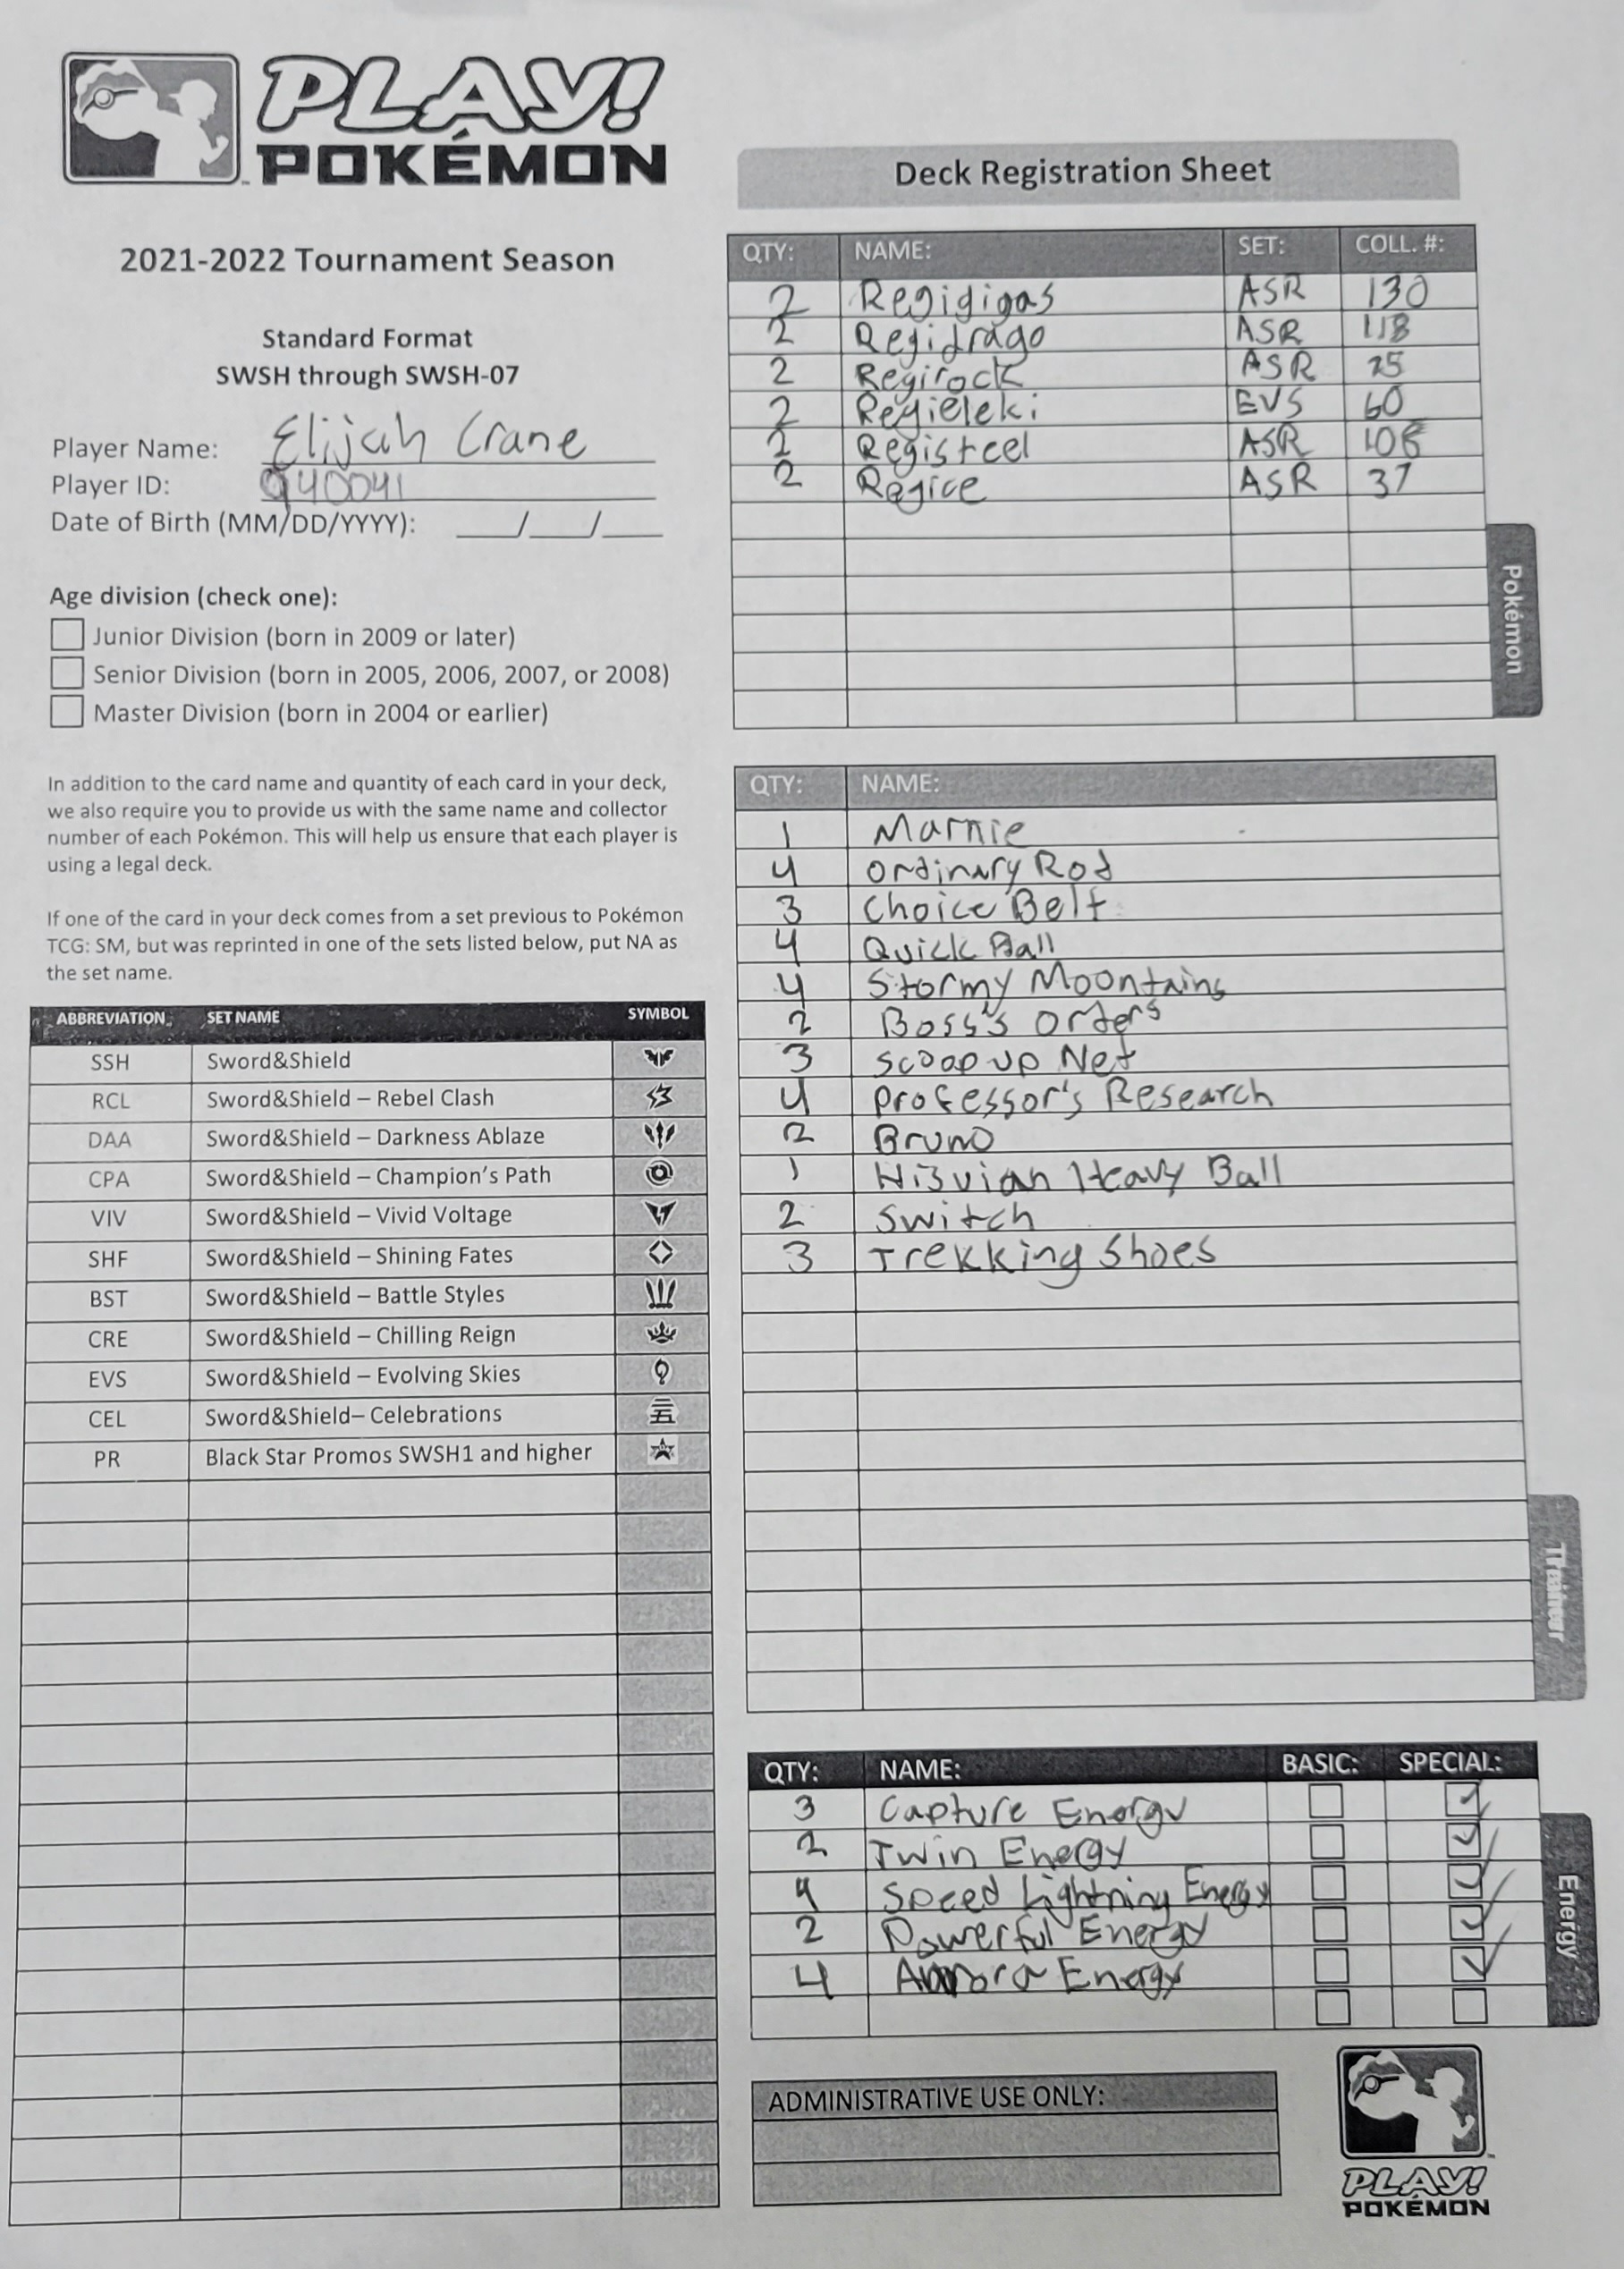 PLAY!
POKÉMON
2021-2022 Tournament Season
Standard Format
SWSH through SWSH-07
Player Name: Elijah Crane
Player ID: 940041
Date of Birth (MM/DD/YYYY): ___/___/___
Age division (check one):
Junior Division (born in 2009 or later)
Senior Division (born in 2005, 2006, 2007, or 2008)
Master Division (born in 2004 or earlier)
In addition to the card name and quantity of each card in your deck,
we also require you to provide us with the same name and collector
number of each Pokémon. This will help us ensure that each player is
using a legal deck.
If one of the card in your deck comes from a set previous to Pokémon
TCG: SM, but was reprinted in one of the sets listed below, put NA as
the set name.
ABBREVIATION SET NAME SYMBOL
SSH Sword&Shield
RCL Sword&Shield – Rebel Clash
DAA Sword&Shield – Darkness Ablaze
CPA Sword&Shield – Champion's Path
VIV Sword&Shield – Vivid Voltage
SHF Sword&Shield – Shining Fates
BST Sword&Shield – Battle Styles
CRE Sword&Shield – Chilling Reign
EVS Sword&Shield – Evolving Skies
CEL Sword&Shield– Celebrations
PR Black Star Promos SWSH1 and higher
Deck Registration Sheet
QTY: NAME: SET: COLL. #:
2 Regigigas ASR 130
2 Regidrago ASR 118
2 Regirock ASR 75
2 Regieleki EVS 60
2 Registeel ASR 108
2 Regice ASR 37
Pokémon
QTY: NAME:
1 Marnie
4 Ordinary Rod
3 Choice Belt
4 Quick Ball
4 Stormy Moontains
2 Boss's Orders
3 Scoop up Net
4 Professor's Research
2 Bruno
1 Hisuian Heavy Ball
2 Switch
3 Trekking Shoes
Trainer
QTY: NAME: BASIC: SPECIAL:
3 Capture Energy
2 Twin Energy
4 Speed Lightning Energy
2 Powerful Energy
4 Aurora Energy
Energy
ADMINISTRATIVE USE ONLY:
PLAY!
POKÉMON